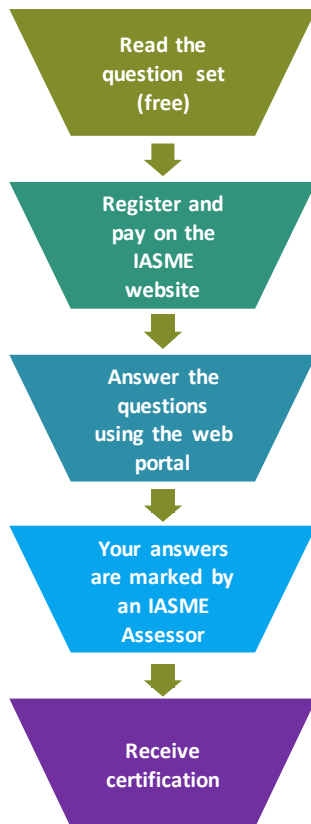 Read the
question set
(free)
Register and
pay on the
IASME
website
Answer the
questions
using the web
portal
Your answers
are marked by
an IASME
Assessor
Receive
certification